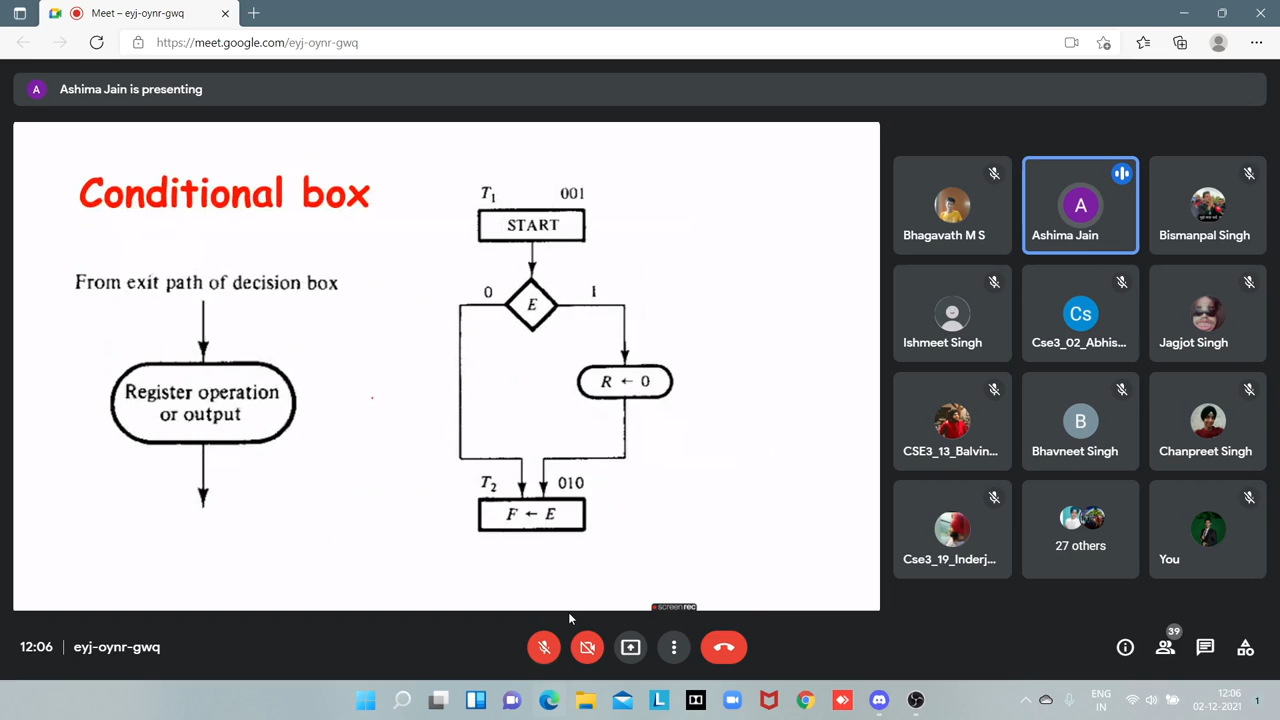 Meet – eyj-oynr-gwq
https://meet.google.com/eyj-oynr-gwq
A
Ashima Jain is presenting
Conditional box
From exit path of decision box
Register operation
or output
T1 001
START
0 E 1
R ← 0
T2 010
F ← E
Bhagavath M S
A
Ashima Jain
Bismanpal Singh
Ishmeet Singh
Cs
Cse3_02_Abhis...
Jagjot Singh
CSE3_13_Balvin...
B
Bhavneet Singh
Chanpreet Singh
Cse3_19_Inderj...
27 others
You
screenrec
12:06 eyj-oynr-gwq
39
L
ENG
IN
12:06
02-12-2021
1